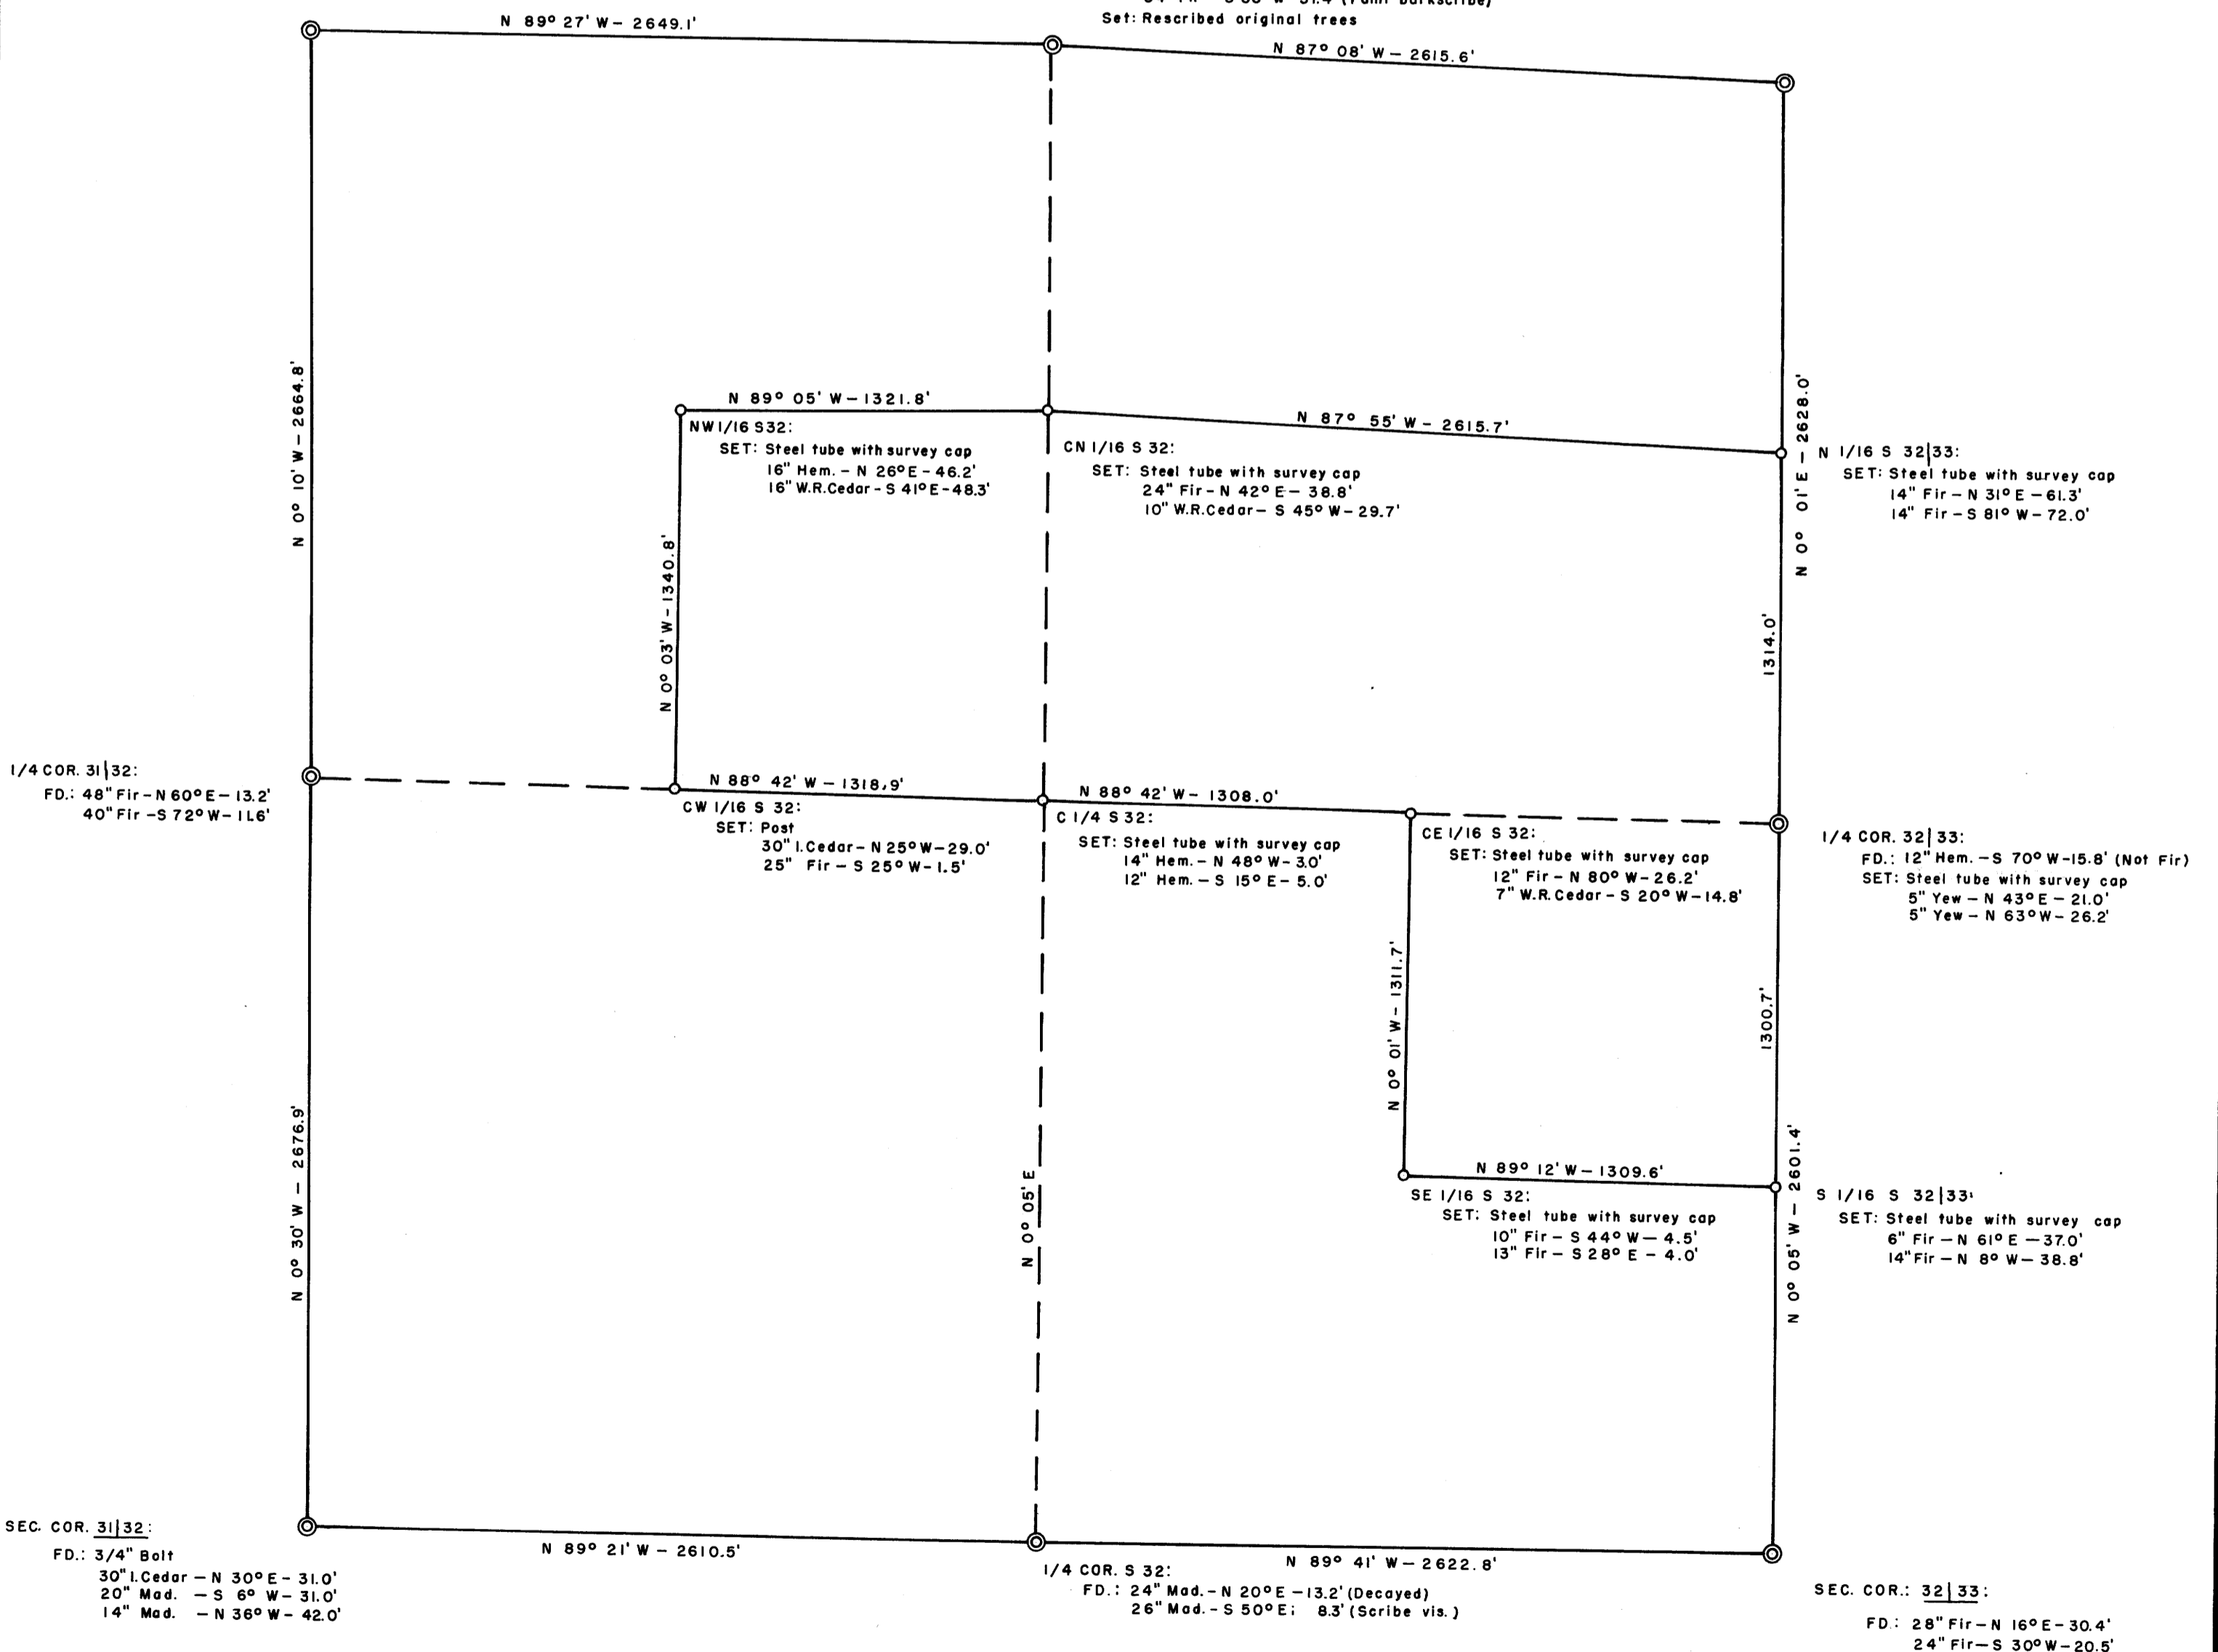 Set: Rescribed original trees
N 89° 27' W - 2649.1'
N 87° 08' W - 2615.6'
N 0° 10' W - 2664.8'
N 0° 01' E - 2628.0'
N 89° 05' W - 1321.8'
N 87° 55' W - 2615.7'
NW 1/16 S32:
SET: Steel tube with survey cap
16" Hem. - N 26° E - 46.2'
16" W.R.Cedar - S 41° E - 48.3'
CN 1/16 S 32:
SET: Steel tube with survey cap
24" Fir - N 42° E - 38.8'
10" W.R.Cedar - S 45° W - 29.7'
N 1/16 S 32|33:
SET: Steel tube with survey cap
14" Fir - N 31° E - 61.3'
14" Fir - S 81° W - 72.0'
N 0° 03' W - 1340.8'
1314.0'
1/4 COR. 31|32:
FD.: 48" Fir - N 60° E - 13.2'
40" Fir - S 72° W - 11.6'
N 88° 42' W - 1318.9'
N 88° 42' W - 1308.0'
CW 1/16 S 32:
SET: Post
30" I.Cedar - N 25° W - 29.0'
25" Fir - S 25° W - 1.5'
C 1/4 S 32:
SET: Steel tube with survey cap
14" Hem. - N 48° W - 3.0'
12" Hem. - S 15° E - 5.0'
CE 1/16 S 32:
SET: Steel tube with survey cap
12" Fir - N 80° W - 26.2'
7" W.R.Cedar - S 20° W - 14.8'
1/4 COR. 32|33:
FD.: 12" Hem. - S 70° W - 15.8' (Not Fir)
SET: Steel tube with survey cap
5" Yew - N 43° E - 21.0'
5" Yew - N 63° W - 26.2'
N 0° 01' W - 1311.7'
1300.7'
N 0° 30' W - 2676.9'
N 0° 05' E
N 0° 05' W - 2601.4'
N 89° 12' W - 1309.6'
SE 1/16 S 32:
SET: Steel tube with survey cap
10" Fir - S 44° W - 4.5'
13" Fir - S 28° E - 4.0'
S 1/16 S 32|33:
SET: Steel tube with survey cap
6" Fir - N 61° E - 37.0'
14" Fir - N 8° W - 38.8'
SEC. COR. 31|32:
FD.: 3/4" Bolt
30" I.Cedar - N 30° E - 31.0'
20" Mad. - S 6° W - 31.0'
14" Mad. - N 36° W - 42.0'
N 89° 21' W - 2610.5'
N 89° 41' W - 2622.8'
1/4 COR. S 32:
FD.: 24" Mad. - N 20° E - 13.2' (Decayed)
26" Mad. - S 50° E; 8.3' (Scribe vis.)
SEC. COR.: 32|33:
FD.: 28" Fir - N 16° E - 30.4'
24" Fir - S 30° W - 20.5'